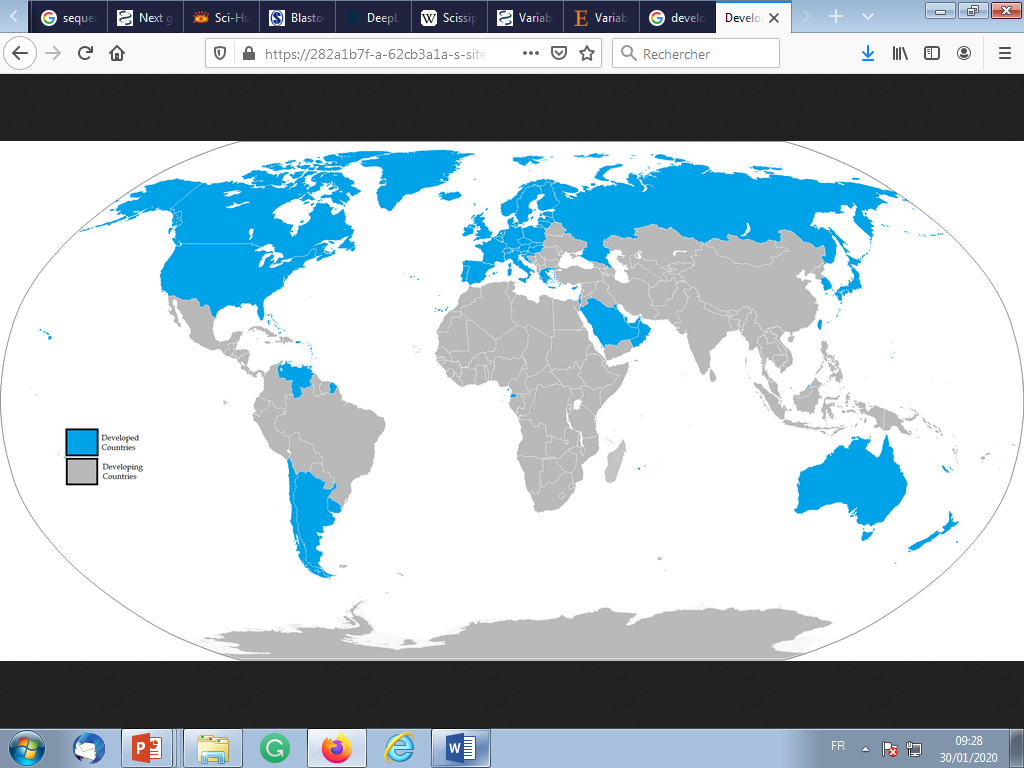 sequer
Next g
Sci-Hu
Blasto
DeepL
Scissip
Variab
Variab
develo
Develop
https://282a1b7f-a-62cb3a1a-s-site
Rechercher
Developed
Countries
Developing
Countries
FR
09:28
30/01/2020